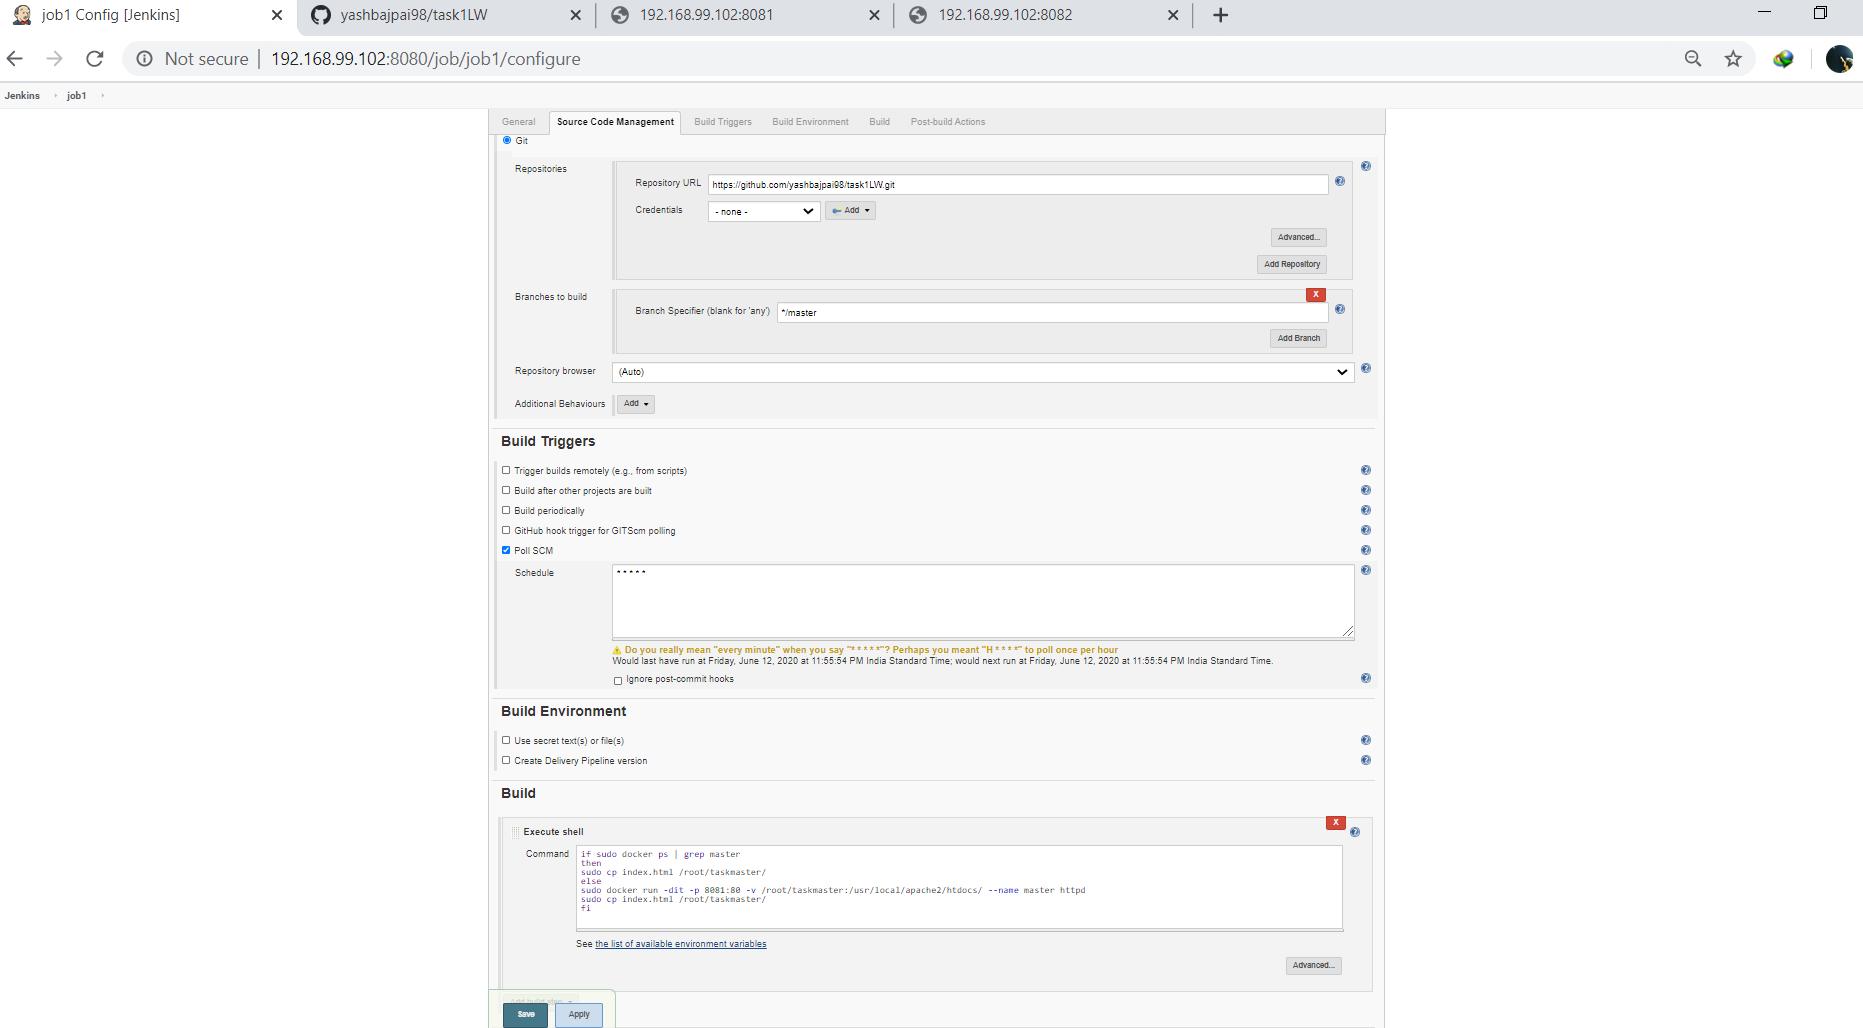 job1 Config [Jenkins]
yashbajpai98/task1LW
192.168.99.102:8081
192.168.99.102:8082
Not secure | 192.168.99.102:8080/job/job1/configure
Jenkins job1
General Source Code Management Build Triggers Build Environment Build Post-build Actions
Git
Repositories
Repository URL https://github.com/yashbajpai98/task1LW.git
Credentials - none - Add
Advanced...
Add Repository
Branches to build
X
Branch Specifier (blank for 'any') */master
Add Branch
Repository browser (Auto)
Additional Behaviours Add
Build Triggers
Trigger builds remotely (e.g., from scripts)
Build after other projects are built
Build periodically
GitHub hook trigger for GITScm polling
Poll SCM
Schedule * * * * *
Do you really mean "every minute" when you say "* * * * *"? Perhaps you meant "H * * * *" to poll once per hour
Would last have run at Friday, June 12, 2020 at 11:55:54 PM India Standard Time; would next run at Friday, June 12, 2020 at 11:55:54 PM India Standard Time.
Ignore post-commit hooks
Build Environment
Use secret text(s) or file(s)
Create Delivery Pipeline version
Build
X
Execute shell
Command
if sudo docker ps | grep master
then
sudo cp index.html /root/taskmaster/
else
sudo docker run -dit -p 8081:80 -v /root/taskmaster:/usr/local/apache2/htdocs/ --name master httpd
sudo cp index.html /root/taskmaster/
fi
See the list of available environment variables
Advanced...
Add build step
Save Apply